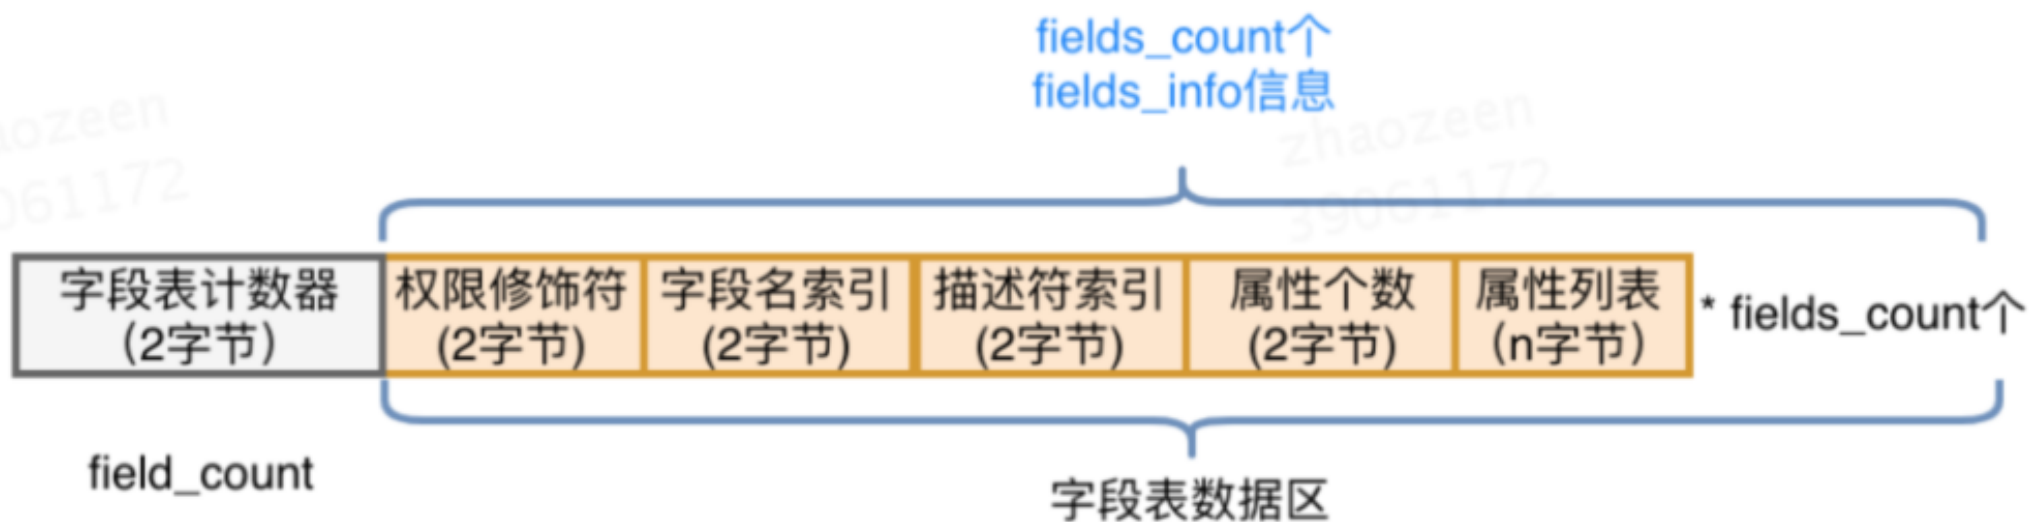 fields_count个
fields_info信息
aozeen
061172
zhaozeen
39061172
字段表计数器
(2字节)
权限修饰符
(2字节)
字段名索引
(2字节)
描述符索引
(2字节)
属性个数
(2字节)
属性列表
(n字节)
* fields_count个
field_count
字段表数据区